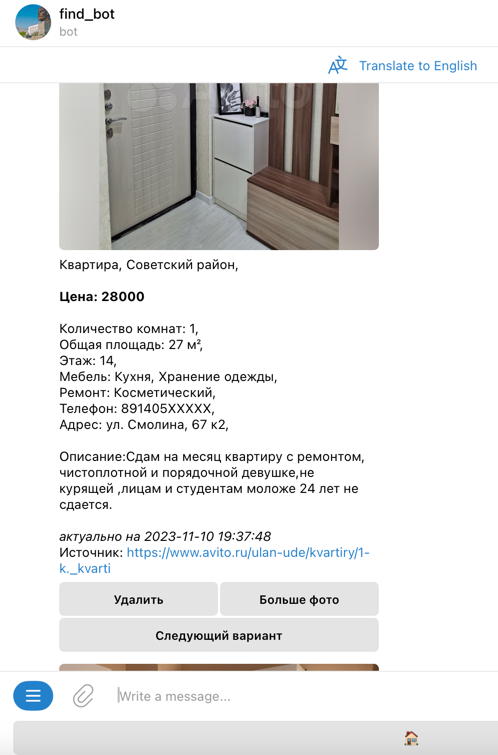 find_bot
bot
Translate to English
Avito
Квартира, Советский район,
Цена: 28000
Количество комнат: 1,
Общая площадь: 27 м²,
Этаж: 14,
Мебель: Кухня, Хранение одежды,
Ремонт: Косметический,
Телефон: 891405XXXXX,
Адрес: ул. Смолина, 67 к2,
Описание:Сдам на месяц квартиру с ремонтом,
чистоплотной и порядочной девушке,не
курящей ,лицам и студентам моложе 24 лет не
сдается.
актуально на 2023-11-10 19:37:48
Источник: https://www.avito.ru/ulan-ude/kvartiry/1-
k._kvarti
Удалить
Больше фото
Следующий вариант
Write a message...